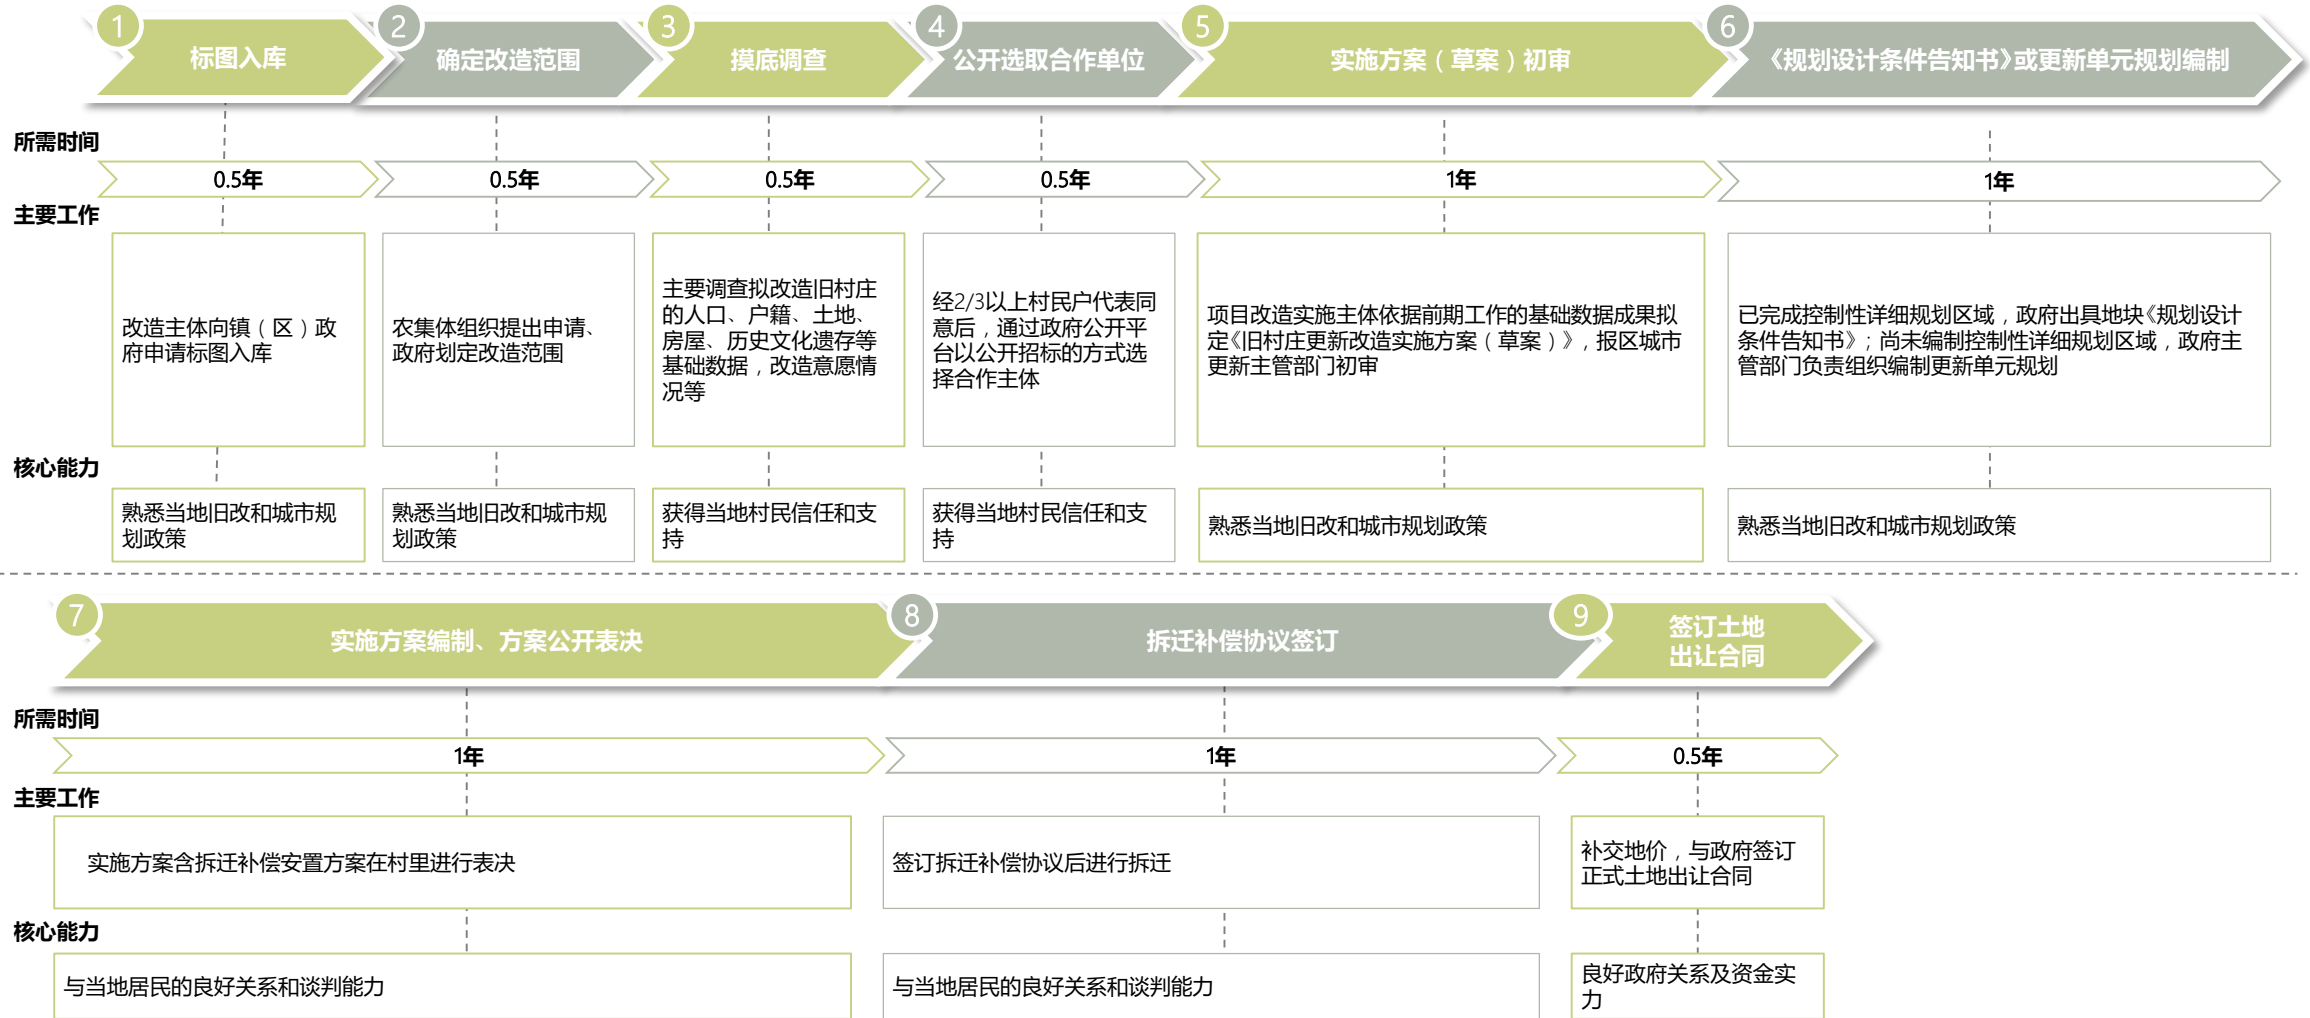 1
标图入库
2
确定改造范围
3
摸底调查
4
公开选取合作单位
5
实施方案（草案）初审
6
《规划设计条件告知书》或更新单元规划编制
所需时间
0.5年
0.5年
0.5年
0.5年
1年
1年
主要工作
改造主体向镇（区）政
府申请标图入库
农集体组织提出申请、
政府划定改造范围
主要调查拟改造旧村庄
的人口、户籍、土地、
房屋、历史文化遗存等
基础数据，改造意愿情
况等
经2/3以上村民户代表同
意后，通过政府公开平
台以公开招标的方式选
择合作主体
项目改造实施主体依据前期工作的基础数据成果拟
定《旧村庄更新改造实施方案（草案）》，报区城市
更新主管部门初审
已完成控制性详细规划区域，政府出具地块《规划设计
条件告知书》；尚未编制控制性详细规划区域，政府主
管部门负责组织编制更新单元规划
核心能力
熟悉当地旧改和城市规
划政策
熟悉当地旧改和城市规
划政策
获得当地村民信任和支
持
获得当地村民信任和支
持
熟悉当地旧改和城市规划政策
熟悉当地旧改和城市规划政策
7
实施方案编制、方案公开表决
8
拆迁补偿协议签订
9
签订土地
出让合同
所需时间
1年
1年
0.5年
主要工作
实施方案含拆迁补偿安置方案在村里进行表决
签订拆迁补偿协议后进行拆迁
补交地价，与政府签订
正式土地出让合同
核心能力
与当地居民的良好关系和谈判能力
与当地居民的良好关系和谈判能力
良好政府关系及资金实
力